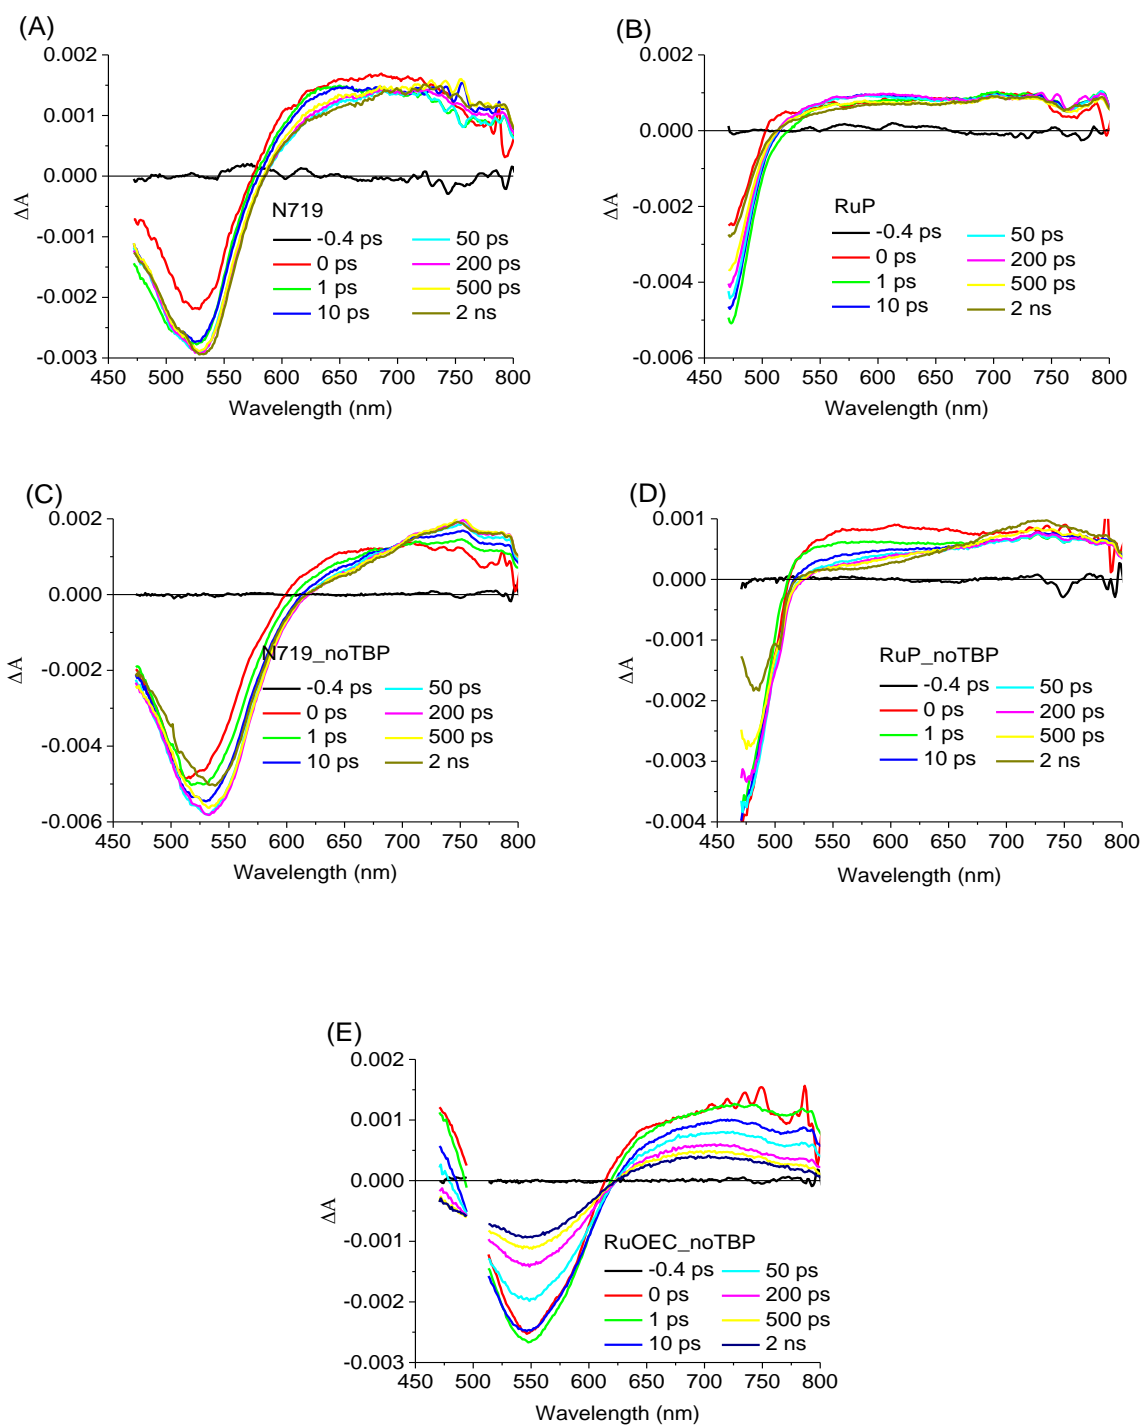 (A)
0.002
0.001
0.000
-0.001
-0.002
-0.003
ΔA
N719
-0.4 ps
0 ps
1 ps
10 ps
50 ps
200 ps
500 ps
2 ns
450 500 550 600 650 700 750 800
Wavelength (nm)
(B)
0.002
0.000
-0.002
-0.004
-0.006
ΔA
RuP
-0.4 ps
0 ps
1 ps
10 ps
50 ps
200 ps
500 ps
2 ns
450 500 550 600 650 700 750 800
Wavelength (nm)
(C)
0.002
0.000
-0.002
-0.004
-0.006
ΔA
N719_noTBP
-0.4 ps
0 ps
1 ps
10 ps
50 ps
200 ps
500 ps
2 ns
450 500 550 600 650 700 750 800
Wavelength (nm)
(D)
0.001
0.000
-0.001
-0.002
-0.003
-0.004
ΔA
RuP_noTBP
-0.4 ps
0 ps
1 ps
10 ps
50 ps
200 ps
500 ps
2 ns
450 500 550 600 650 700 750 800
Wavelength (nm)
(E)
0.002
0.001
0.000
-0.001
-0.002
-0.003
ΔA
RuOEC_noTBP
-0.4 ps
0 ps
1 ps
10 ps
50 ps
200 ps
500 ps
2 ns
450 500 550 600 650 700 750 800
Wavelength (nm)